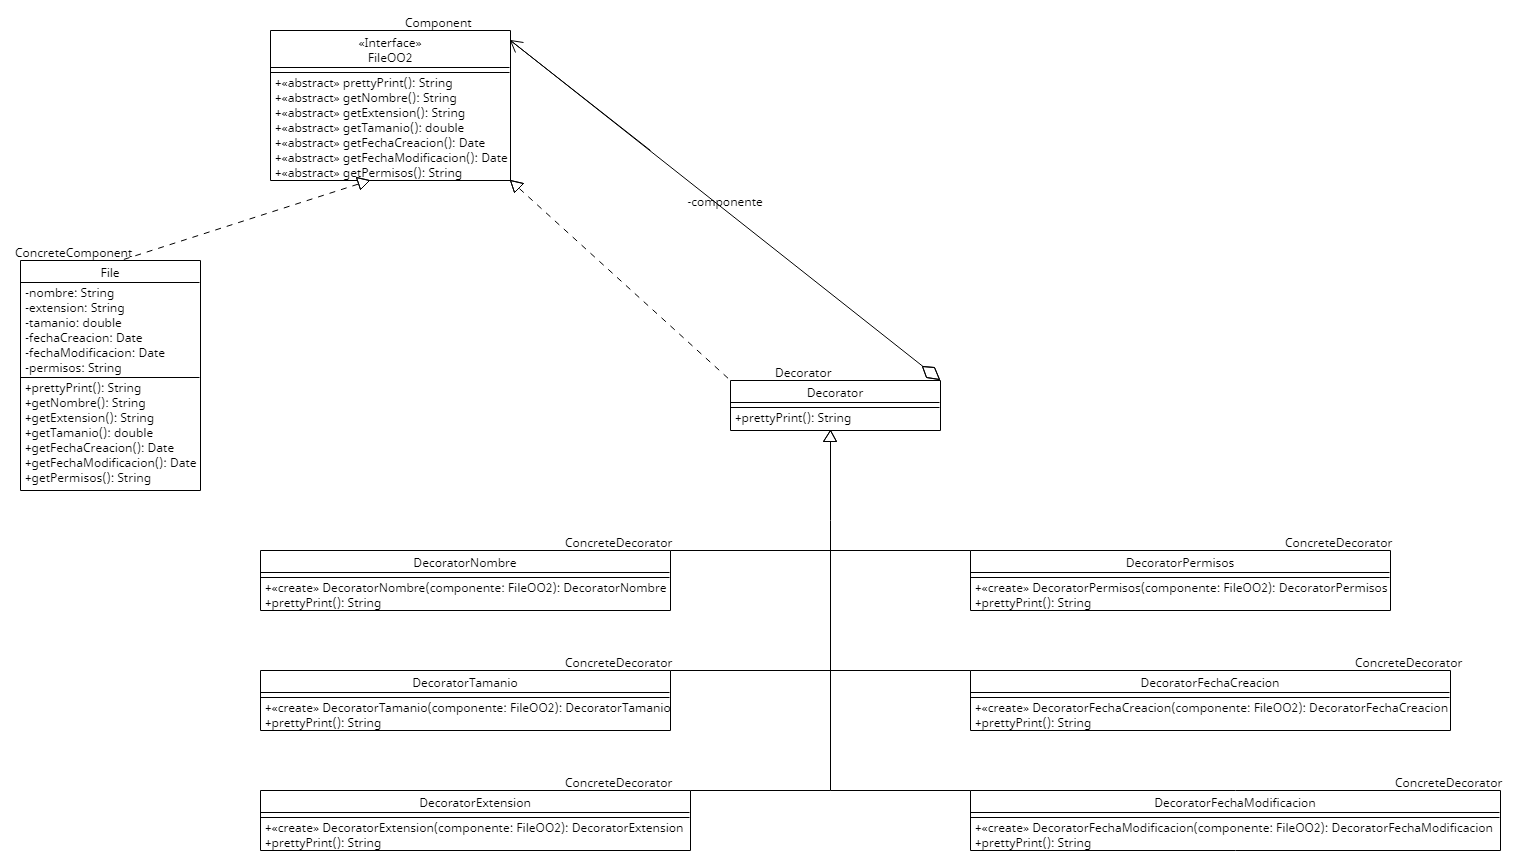 Component
«Interface»
FileOO2
+«abstract» prettyPrint(): String
+«abstract» getNombre(): String
+«abstract» getExtension(): String
+«abstract» getTamanio(): double
+«abstract» getFechaCreacion(): Date
+«abstract» getFechaModificacion(): Date
+«abstract» getPermisos(): String
-componente
ConcreteComponent
File
-nombre: String
-extension: String
-tamanio: double
-fechaCreacion: Date
-fechaModificacion: Date
-permisos: String
+prettyPrint(): String
+getNombre(): String
+getExtension(): String
+getTamanio(): double
+getFechaCreacion(): Date
+getFechaModificacion(): Date
+getPermisos(): String
Decorator
Decorator
+prettyPrint(): String
ConcreteDecorator
DecoratorNombre
+«create» DecoratorNombre(componente: FileOO2): DecoratorNombre
+prettyPrint(): String
ConcreteDecorator
DecoratorPermisos
+«create» DecoratorPermisos(componente: FileOO2): DecoratorPermisos
+prettyPrint(): String
ConcreteDecorator
DecoratorTamanio
+«create» DecoratorTamanio(componente: FileOO2): DecoratorTamanio
+prettyPrint(): String
ConcreteDecorator
DecoratorFechaCreacion
+«create» DecoratorFechaCreacion(componente: FileOO2): DecoratorFechaCreacion
+prettyPrint(): String
ConcreteDecorator
DecoratorExtension
+«create» DecoratorExtension(componente: FileOO2): DecoratorExtension
+prettyPrint(): String
ConcreteDecorator
DecoratorFechaModificacion
+«create» DecoratorFechaModificacion(componente: FileOO2): DecoratorFechaModificacion
+prettyPrint(): String